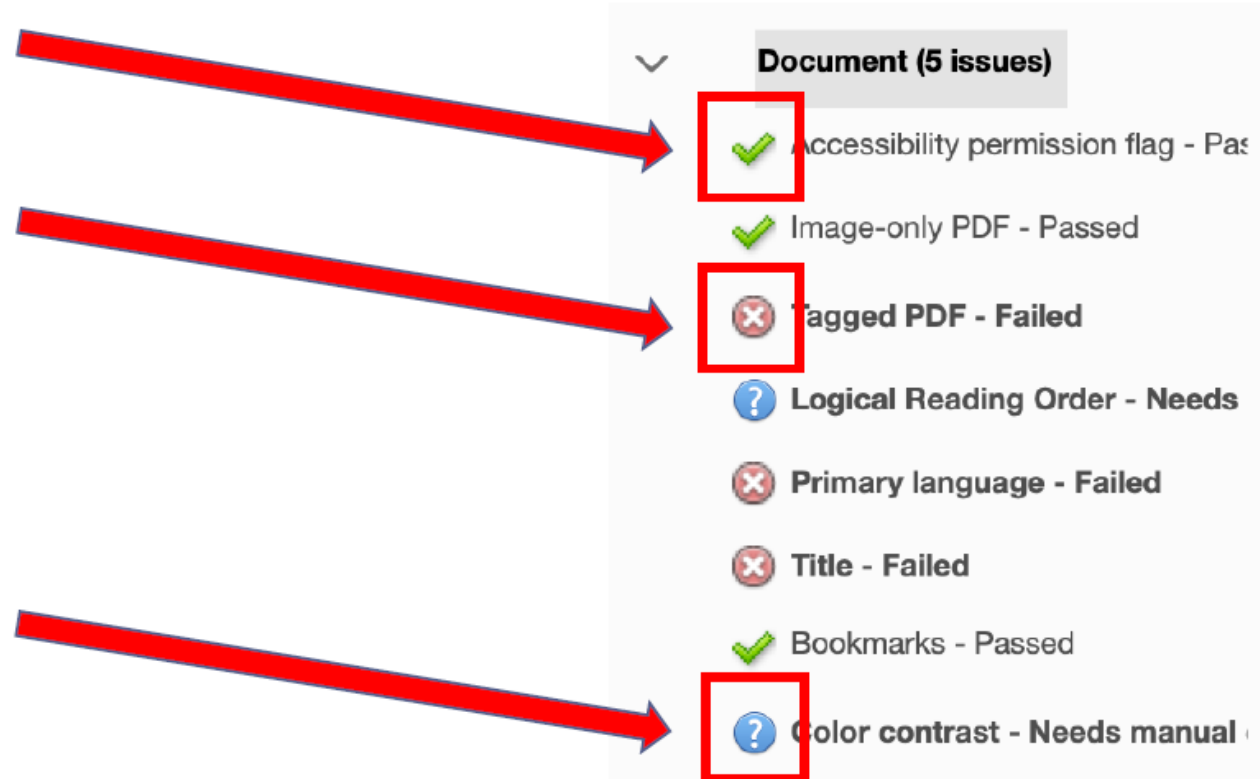 Document (5 issues)
Accessibility permission flag - Pas
Image-only PDF - Passed
Tagged PDF - Failed
Logical Reading Order - Needs
Primary language - Failed
Title - Failed
Bookmarks - Passed
Color contrast - Needs manual